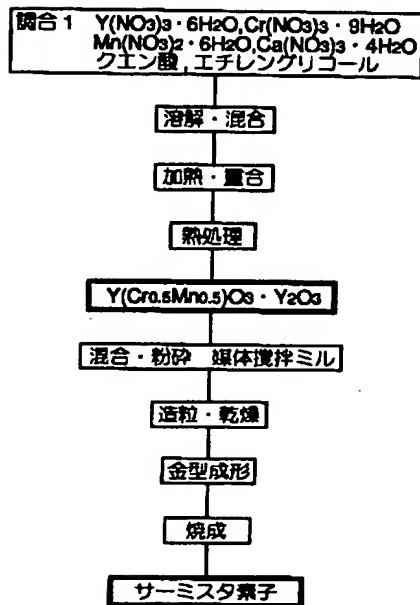 調合1 Y(NO3)3・6H2O,Cr(NO3)3・9H2O
Mn(NO3)2・6H2O,Ca(NO3)3・4H2O
クエン酸,エチレングリコール
溶解・混合
加熱・重合
熱処理
Y(Cr0.5Mn0.5)O3・Y2O3
混合・粉砕 媒体撹拌ミル
造粒・乾燥
金型成形
焼成
サーミスタ素子